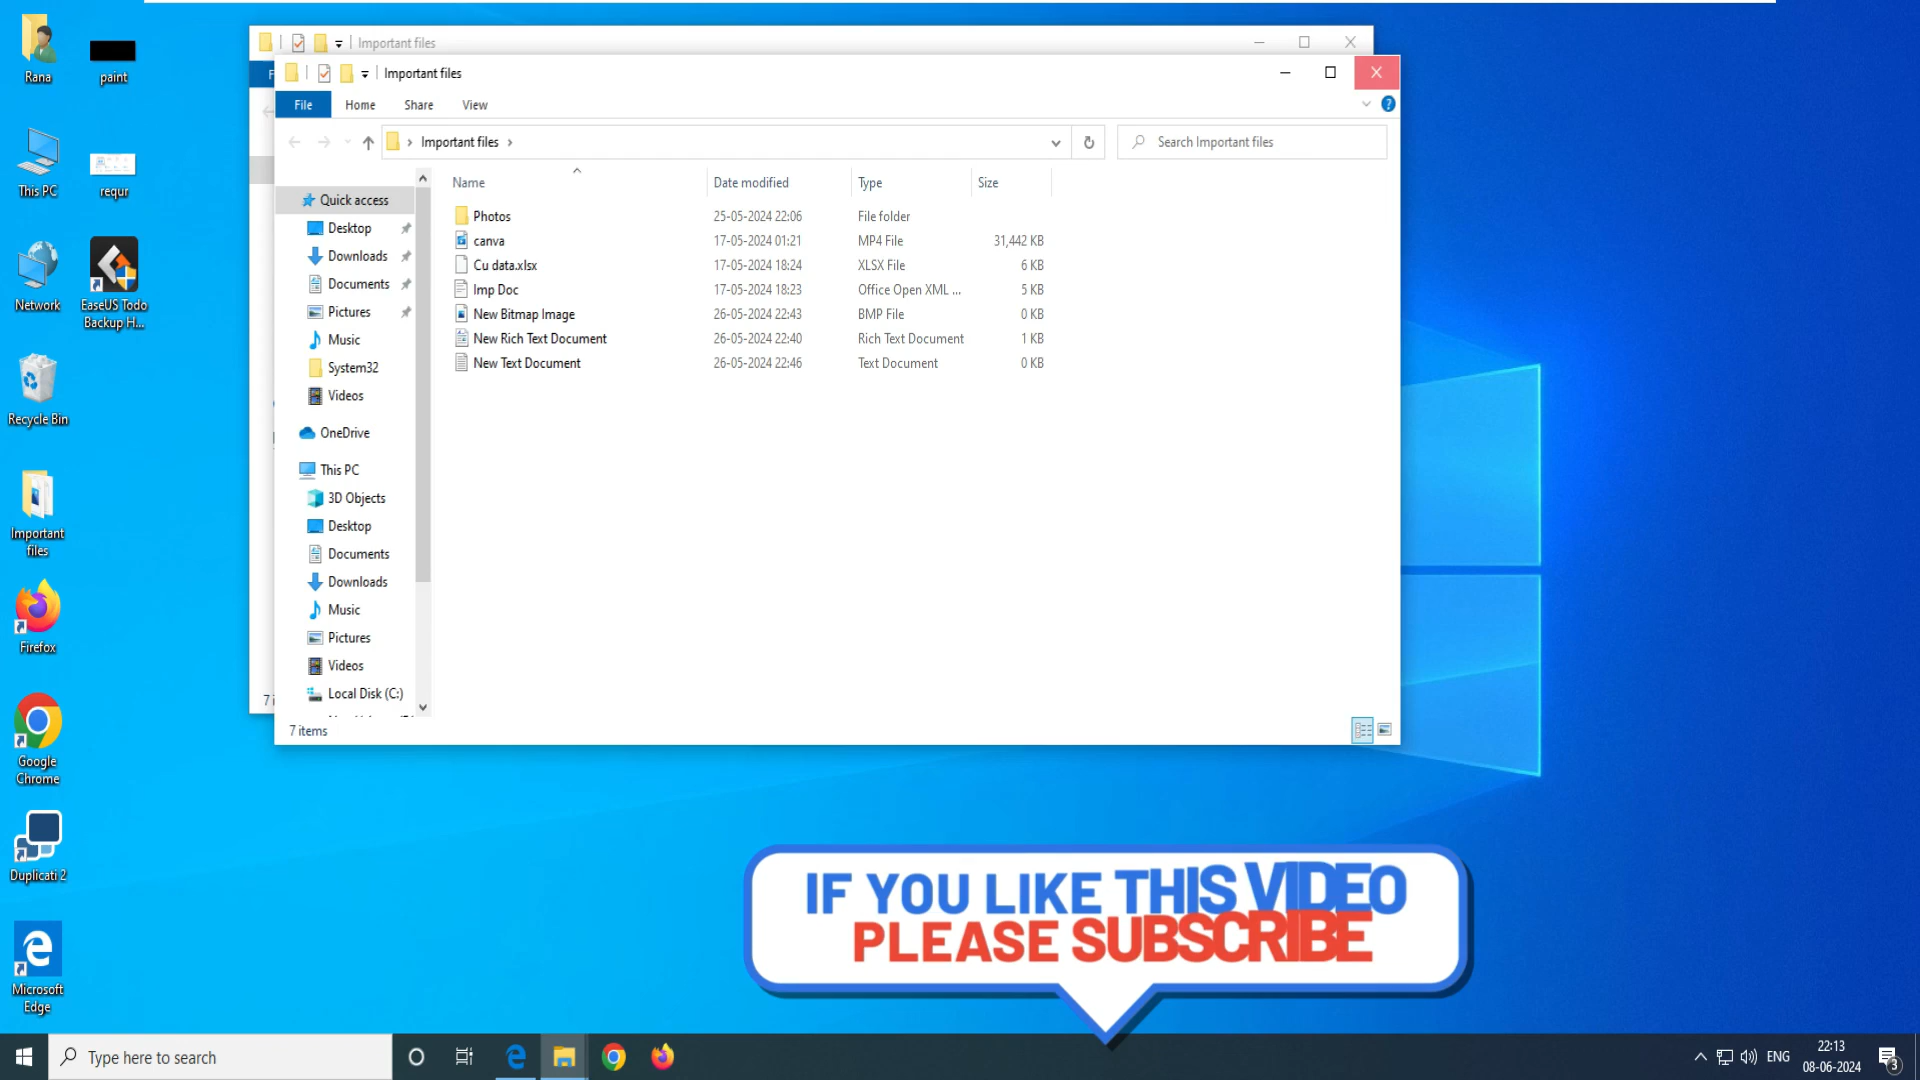 Rana
paint
This PC
requr
Network
EaseUS Todo
Backup H...
Recycle Bin
Important
files
Firefox
Google
Chrome
Duplicati 2
Microsoft
Edge
Important files
Important files
File
Home
Share
View
Important files
Search Important files
Name
Date modified
Type
Size
Quick access
Desktop
Downloads
Documents
Pictures
Music
System32
Videos
OneDrive
This PC
3D Objects
Desktop
Documents
Downloads
Music
Pictures
Videos
Local Disk (C:)
Photos 25-05-2024 22:06 File folder
canva 17-05-2024 01:21 MP4 File 31,442 KB
Cu data.xlsx 17-05-2024 18:24 XLSX File 6 KB
Imp Doc 17-05-2024 18:23 Office Open XML ... 5 KB
New Bitmap Image 26-05-2024 22:43 BMP File 0 KB
New Rich Text Document 26-05-2024 22:40 Rich Text Document 1 KB
New Text Document 26-05-2024 22:46 Text Document 0 KB
7 items
IF YOU LIKE THIS VIDEO
PLEASE SUBSCRIBE
Type here to search
ENG
22:13
08-06-2024
3